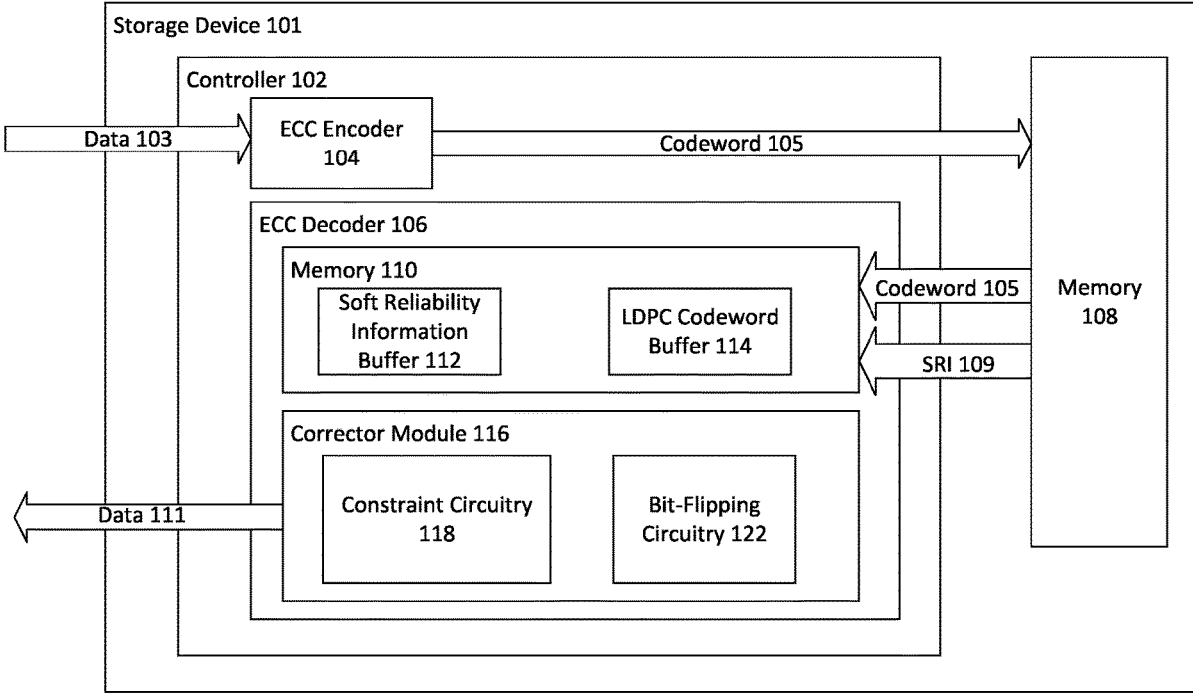 Storage Device 101
Controller 102
Data 103
ECC Encoder
104
Codeword 105
ECC Decoder 106
Memory 110
Soft Reliability
Information
Buffer 112
LDPC Codeword
Buffer 114
Codeword 105
SRI 109
Memory
108
Corrector Module 116
Constraint Circuitry
118
Bit-Flipping
Circuitry 122
Data 111